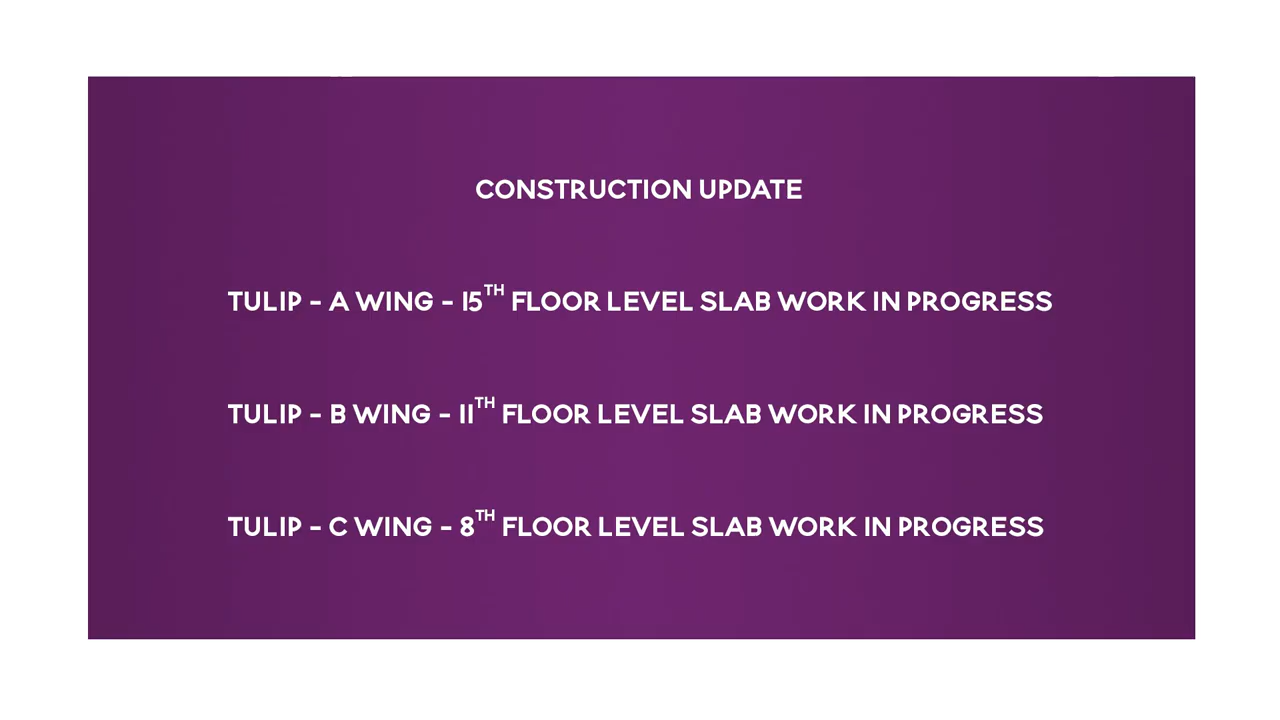 CONSTRUCTION UPDATE
TULIP - A WING - 15TH FLOOR LEVEL SLAB WORK IN PROGRESS
TULIP - B WING - 11TH FLOOR LEVEL SLAB WORK IN PROGRESS
TULIP - C WING - 8TH FLOOR LEVEL SLAB WORK IN PROGRESS